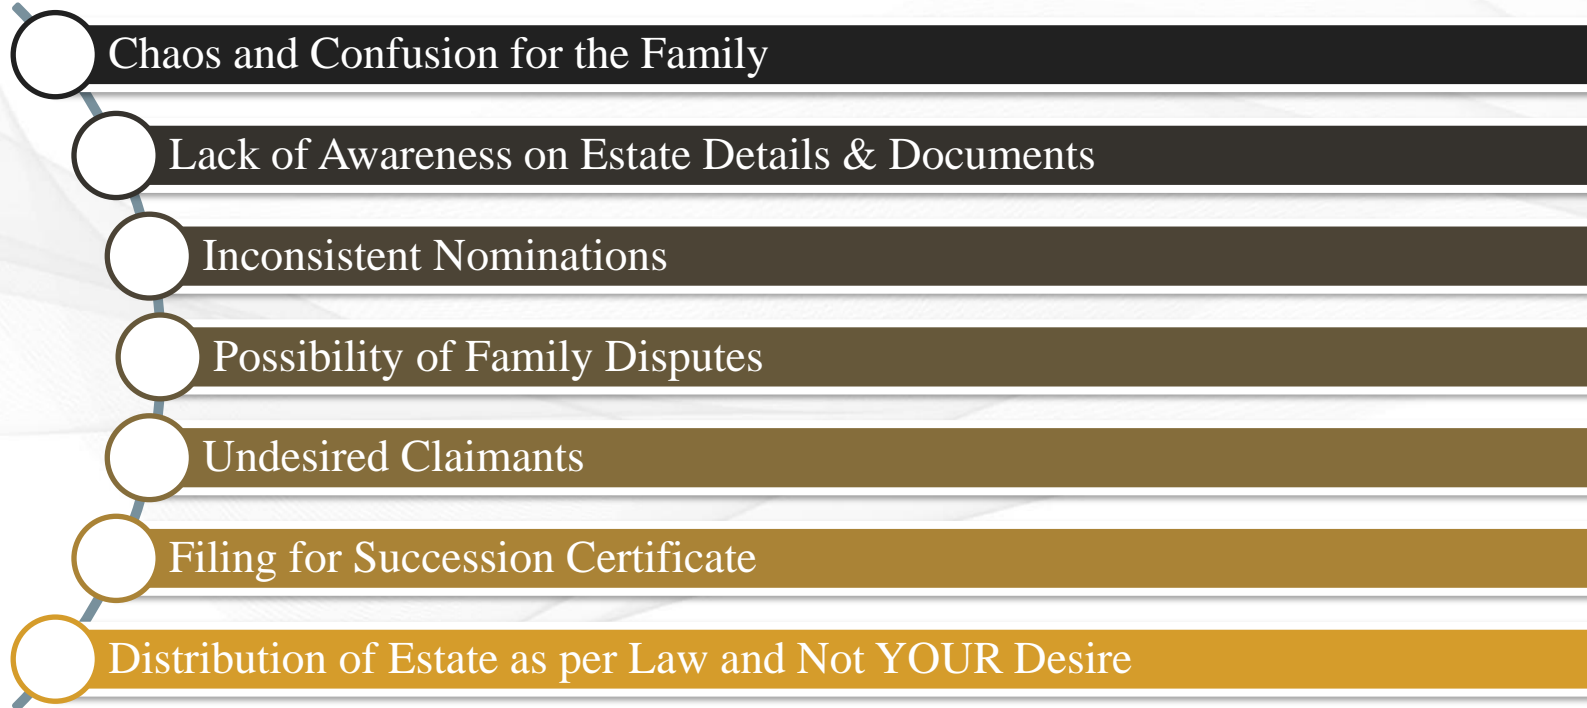 Chaos and Confusion for the Family
Lack of Awareness on Estate Details & Documents
Inconsistent Nominations
Possibility of Family Disputes
Undesired Claimants
Filing for Succession Certificate
Distribution of Estate as per Law and Not YOUR Desire